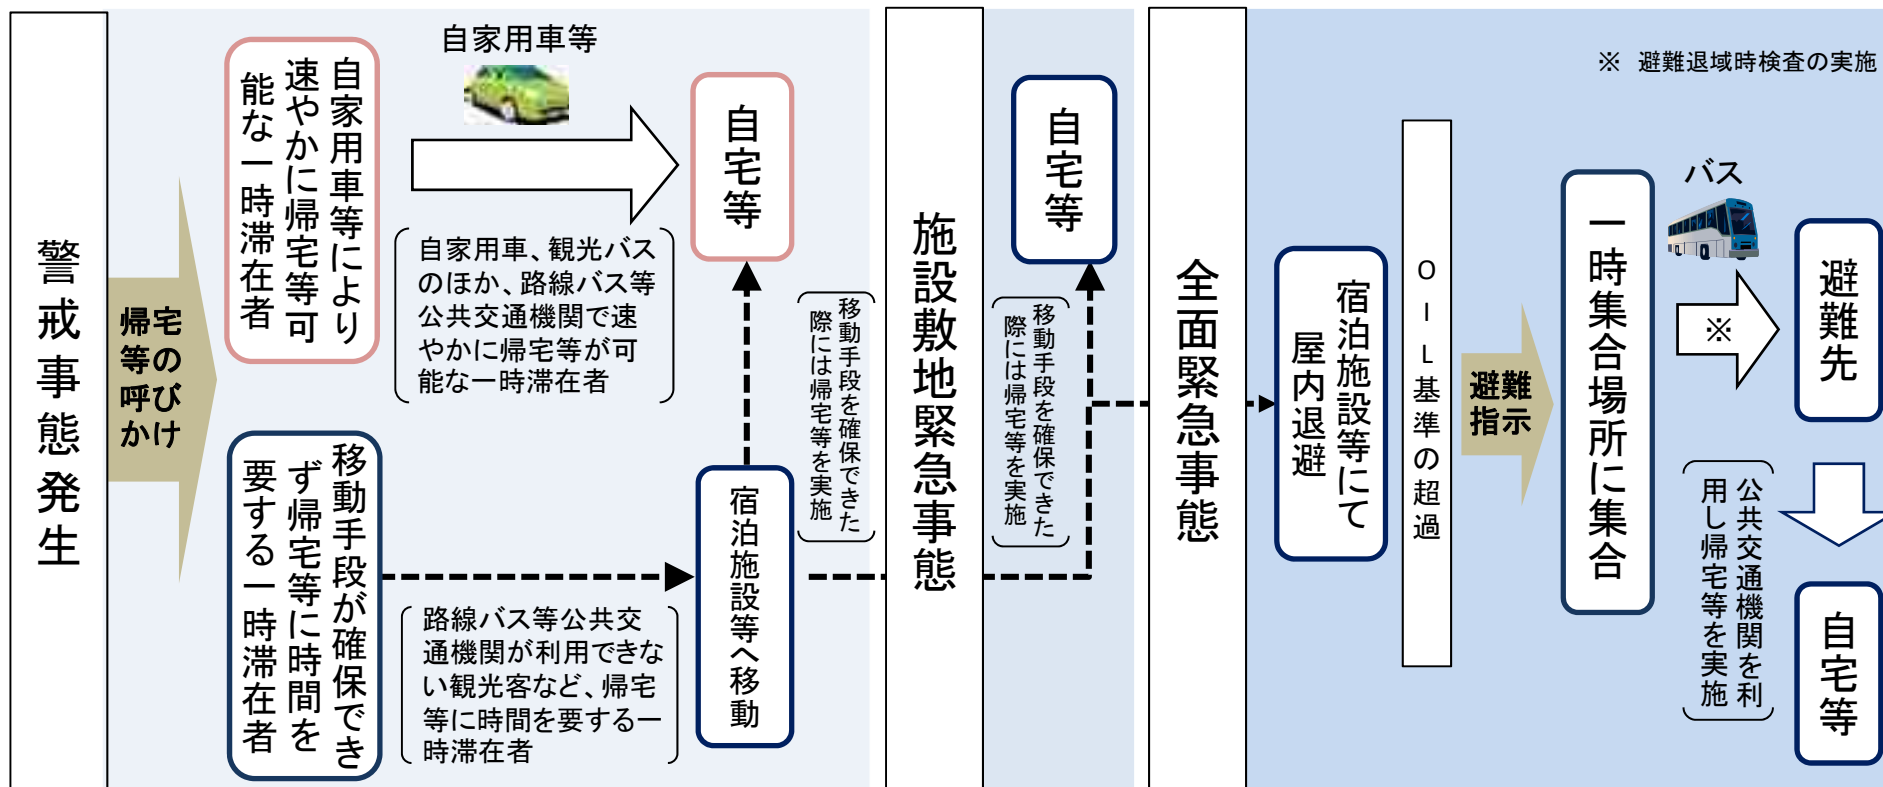 警戒事態発生
帰宅
等の
呼び
かけ
自家用車等により
速やかに帰宅等可
能な一時滞在者
自家用車等
自家用車、観光バス
のほか、路線バス等
公共交通機関で速
やかに帰宅等が可
能な一時滞在者
自宅等
移動手段が確保でき
ず帰宅等に時間を
要する一時滞在者
路線バス等公共交
通機関が利用できな
い観光客など、帰宅
等に時間を要する一
時滞在者
宿泊施設等へ移動
移動手段を確保できた
際には帰宅等を実施
施設敷地緊急事態
自宅等
移動手段を確保できた
際には帰宅等を実施
全面緊急事態
宿泊施設等にて
屋内退避
OIL基準の超過
避難
指示
一時集合場所に集合
※ 避難退域時検査の実施
バス
※
避難先
公共交通機関を利
用し帰宅等を実施
自宅等